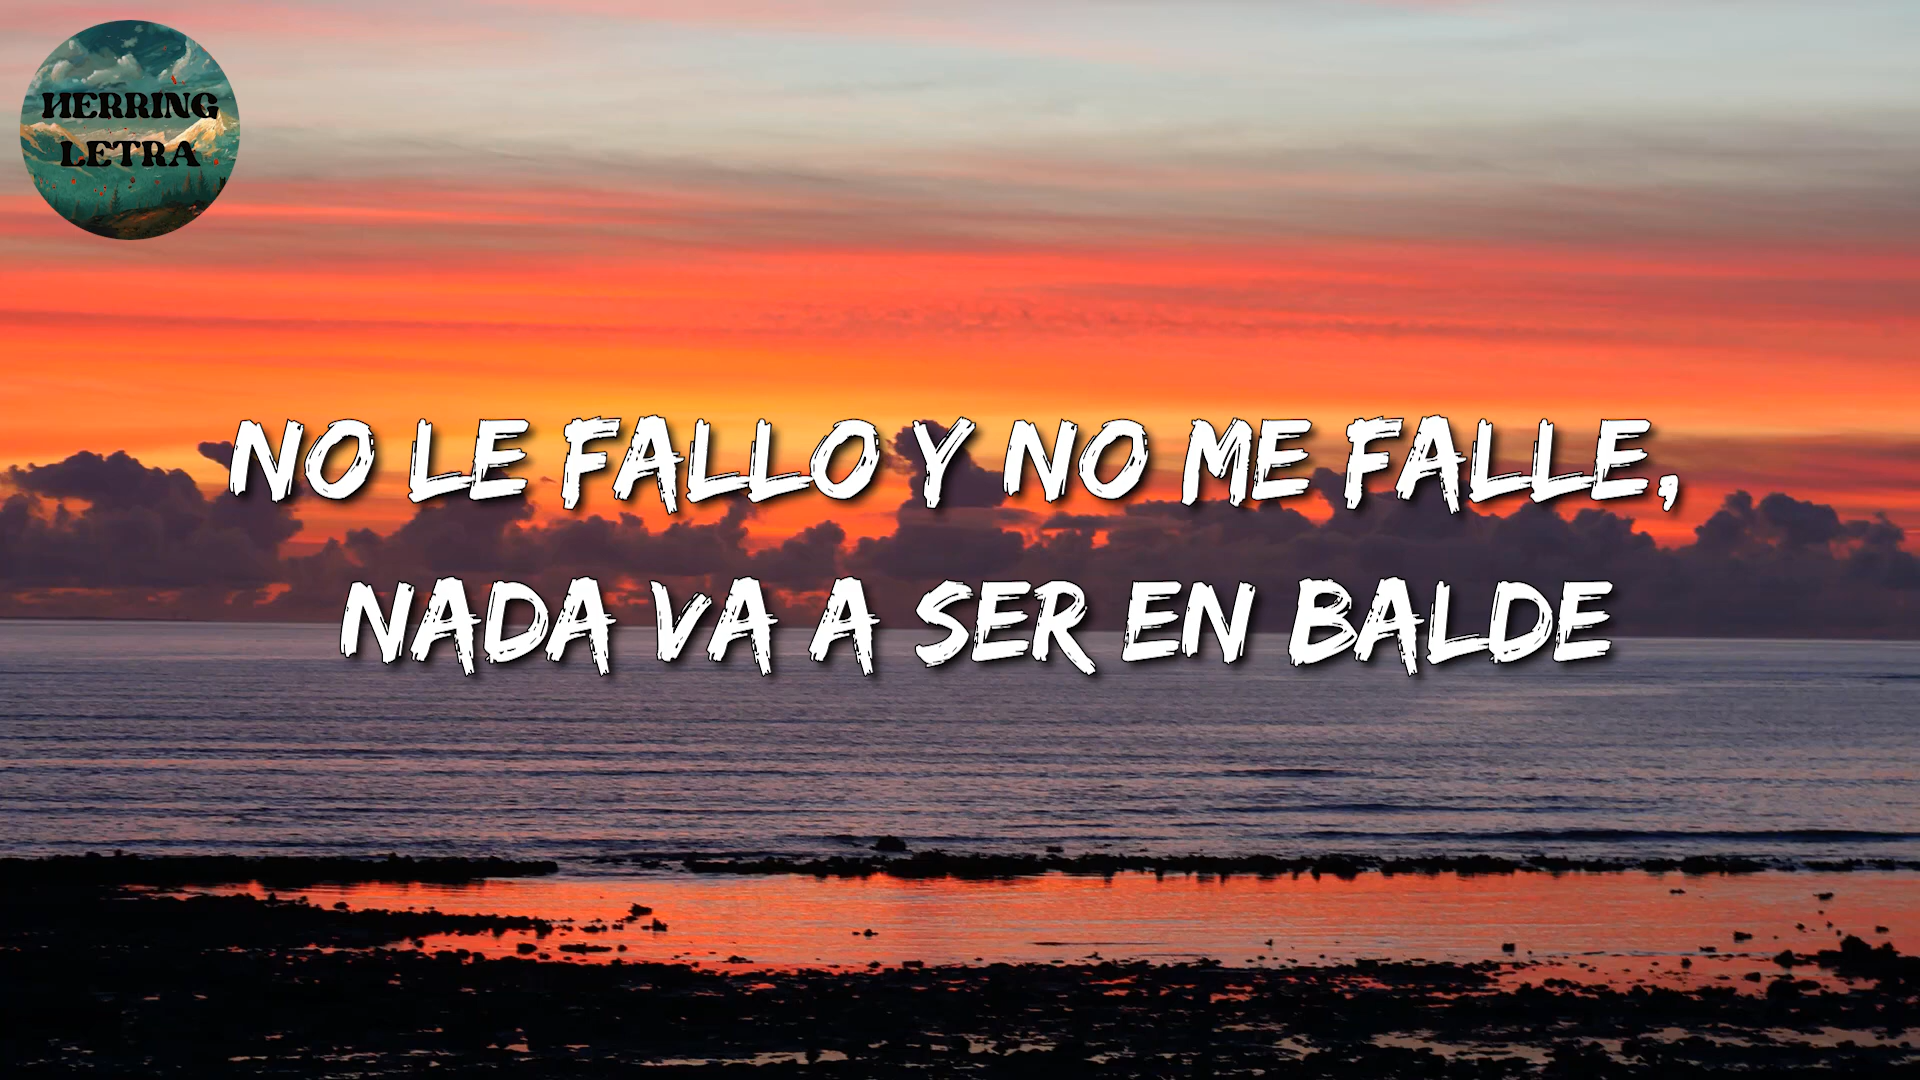 HERRING
LETRA
NO LE FALLO Y NO ME FALLE,
NADA VA A SER EN BALDE